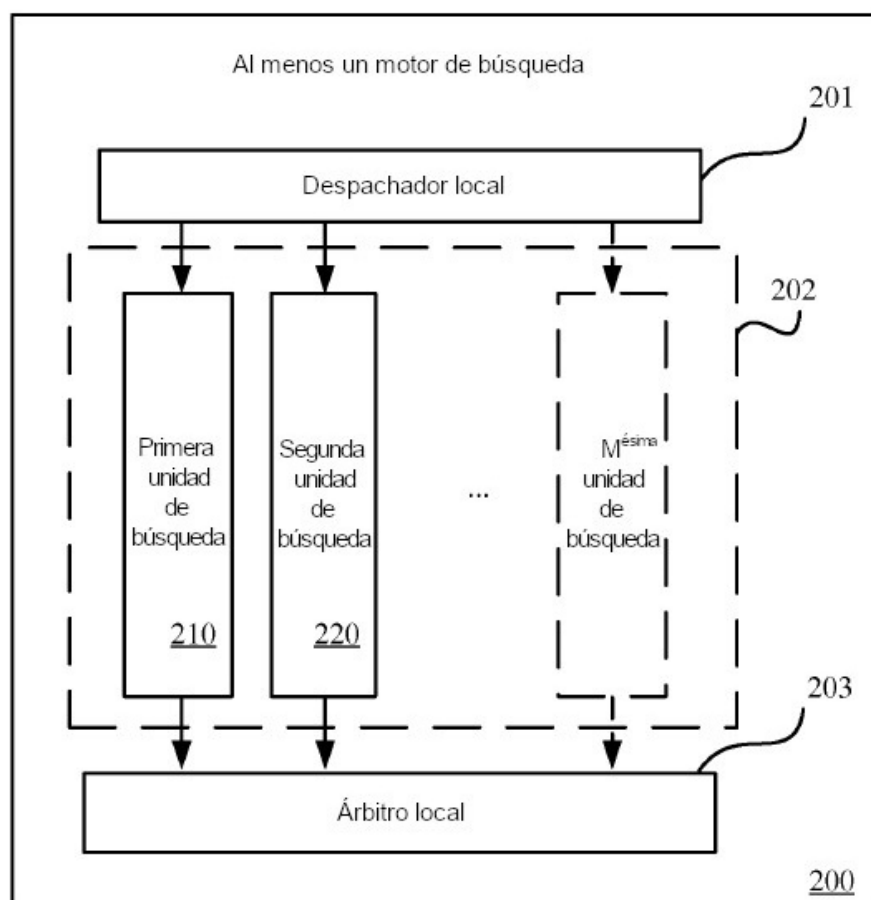 Al menos un motor de búsqueda
201
Despachador local
202
Primera
unidad
de
búsqueda
210
Segunda
unidad
de
búsqueda
220
...
Mésima
unidad
de
búsqueda
203
Árbitro local
200